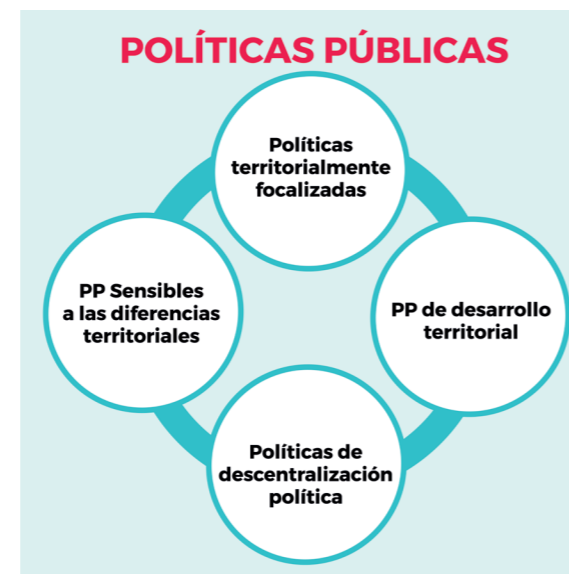 POLÍTICAS PÚBLICAS
Políticas
territorialmente
focalizadas
PP Sensibles
a las diferencias
territoriales
PP de desarrollo
territorial
Políticas de
descentralización
política